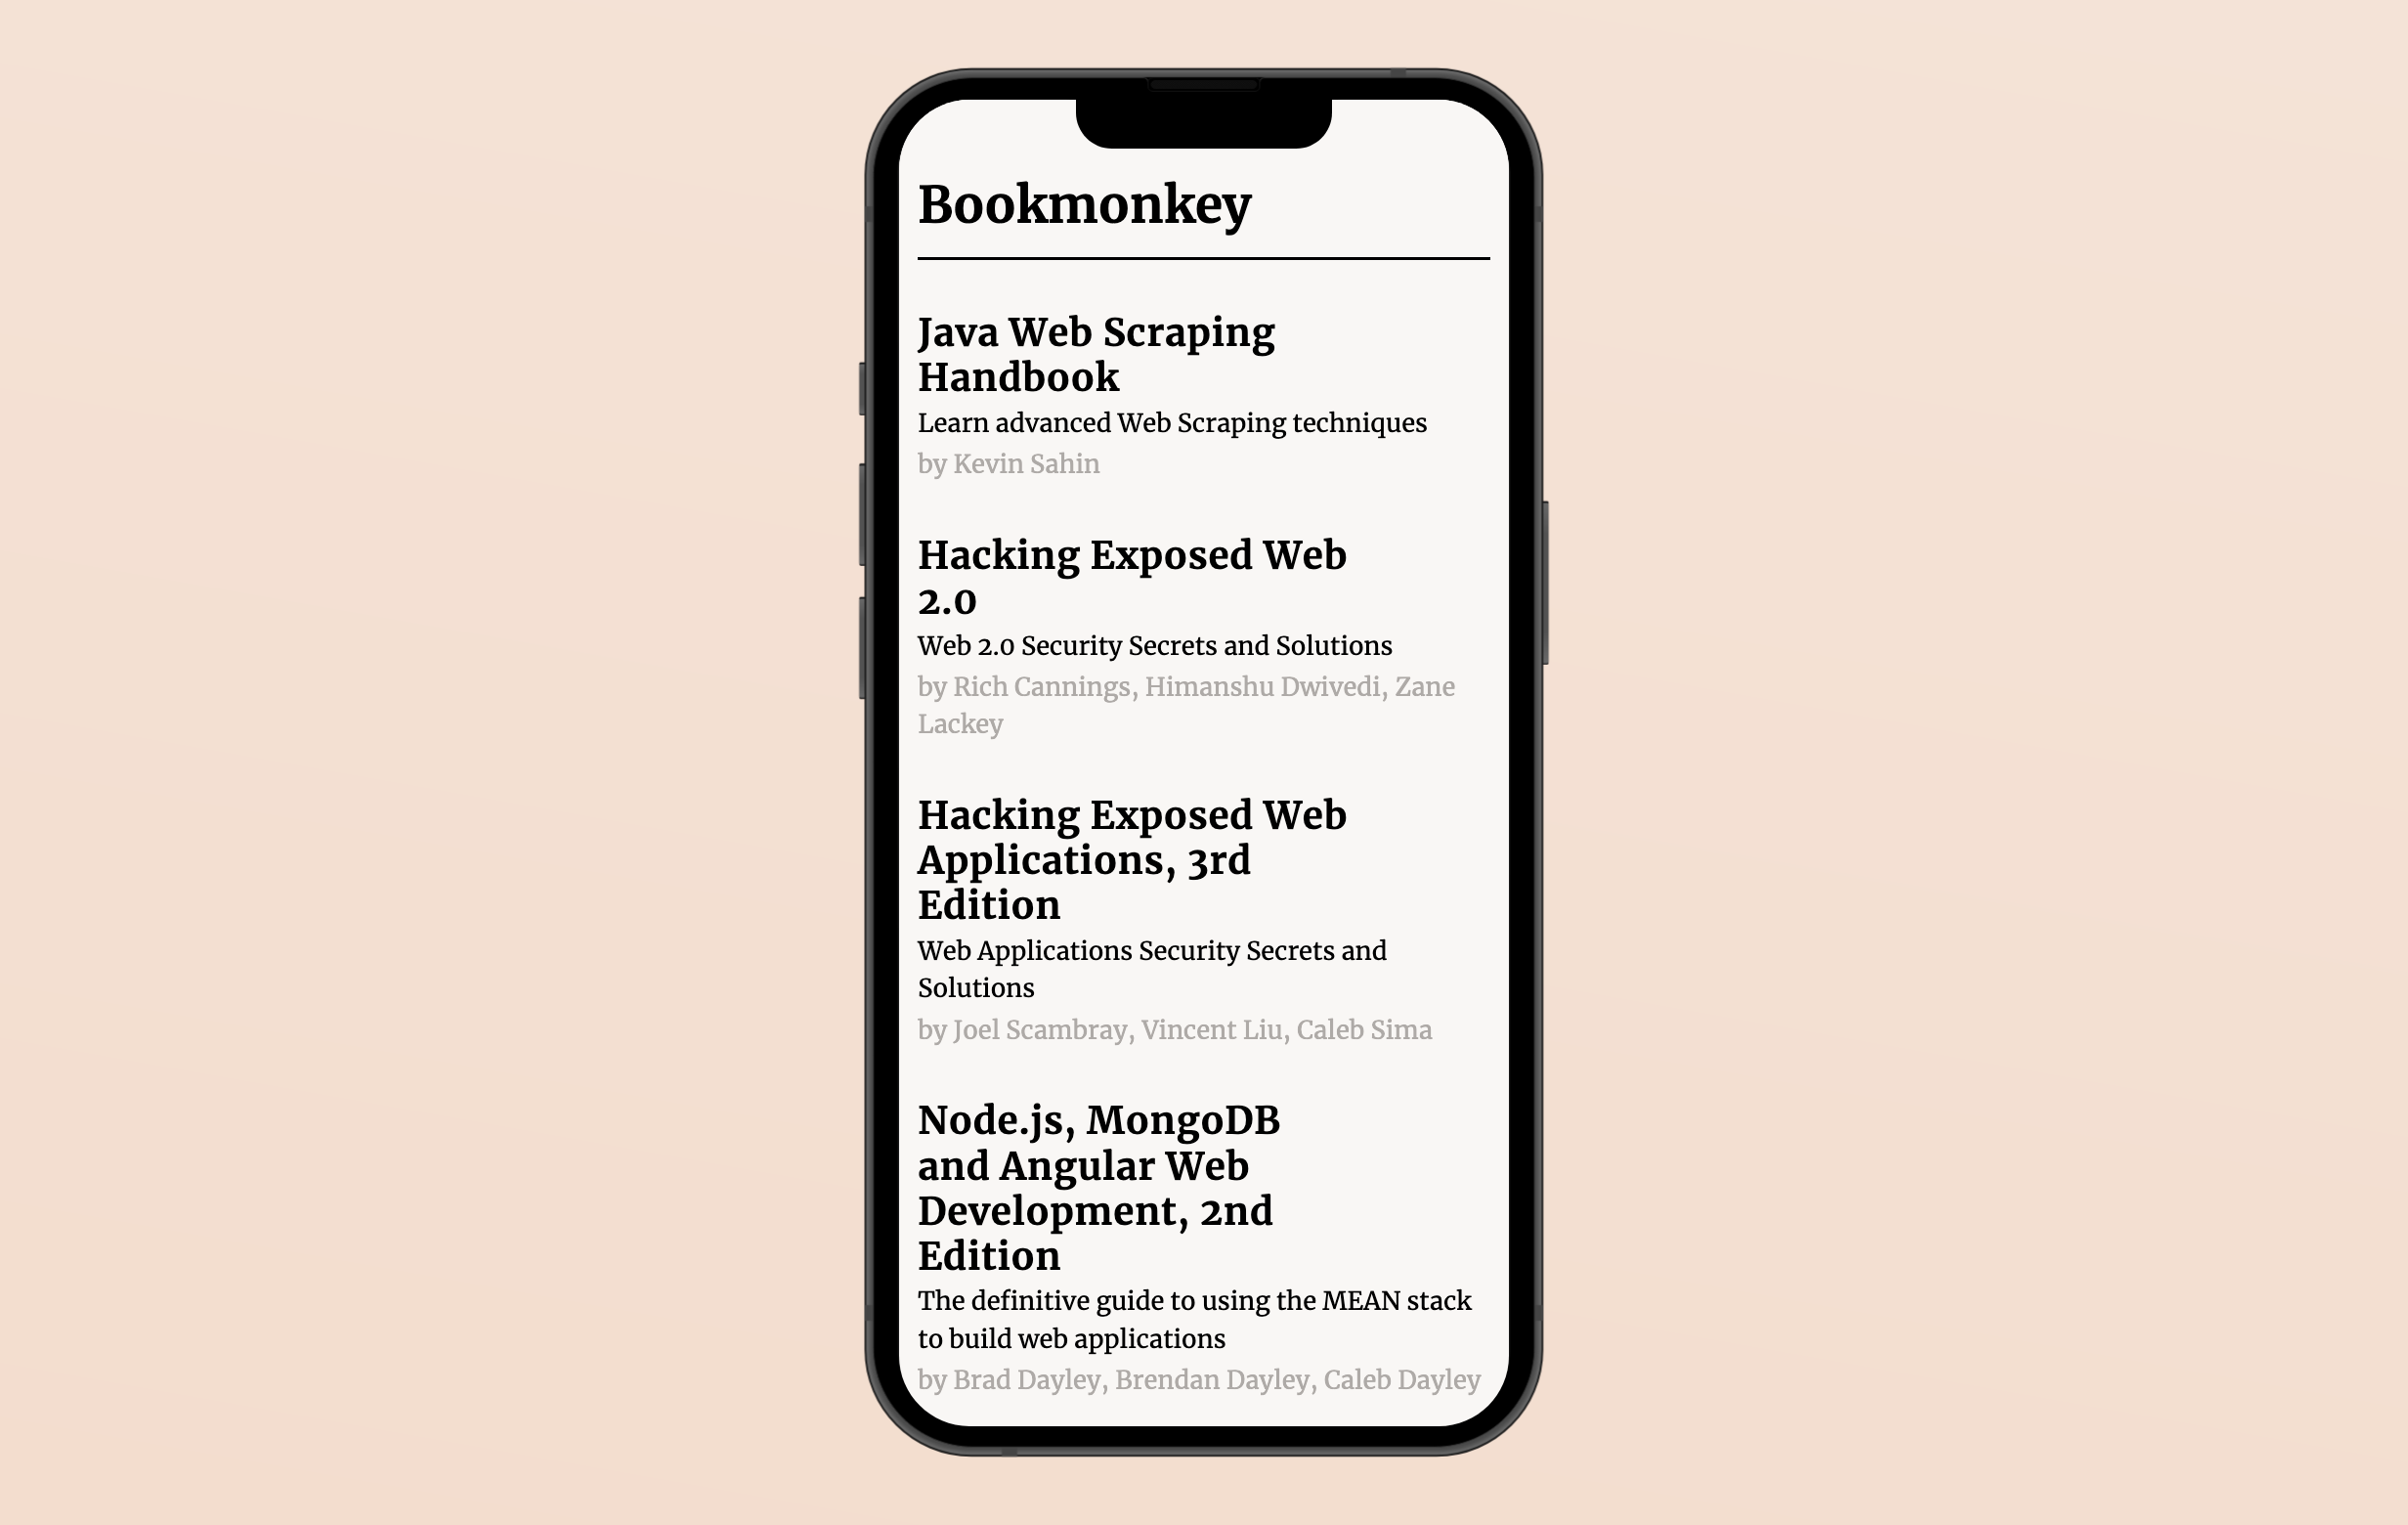 Bookmonkey
Java Web Scraping
Handbook
Learn advanced Web Scraping techniques
by Kevin Sahin
Hacking Exposed Web
2.0
Web 2.0 Security Secrets and Solutions
by Rich Cannings, Himanshu Dwivedi, Zane
Lackey
Hacking Exposed Web
Applications, 3rd
Edition
Web Applications Security Secrets and
Solutions
by Joel Scambray, Vincent Liu, Caleb Sima
Node.js, MongoDB
and Angular Web
Development, 2nd
Edition
The definitive guide to using the MEAN stack
to build web applications
by Brad Dayley, Brendan Dayley, Caleb Dayley